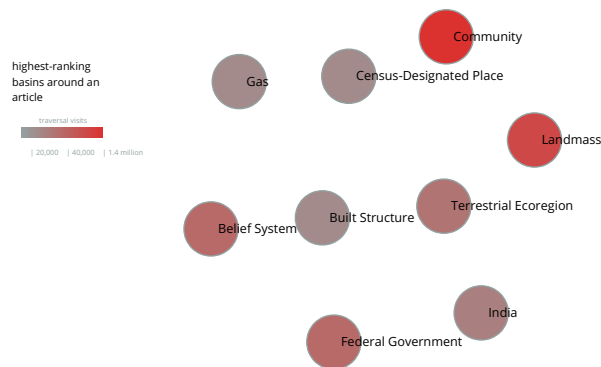 highest-ranking
basins around an
article
traversal visits
| 20,000 | 40,000 | 1.4 million
Community
Census-Designated Place
Gas
Landmass
Terrestrial Ecoregion
Built Structure
Belief System
India
Federal Government